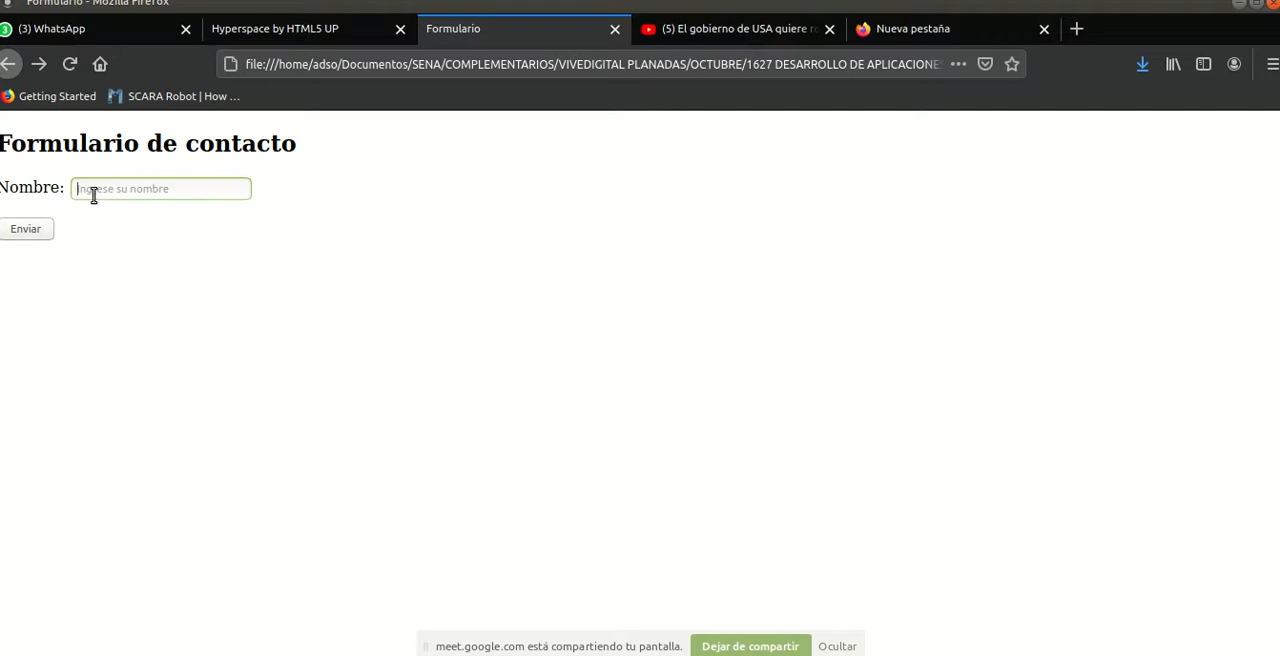 Formulario - Mozilla Firefox
(3) WhatsApp
Hyperspace by HTML5 UP
Formulario
(5) El gobierno de USA quiere
Nueva pestaña
file:///home/adso/Documentos/SENA/COMPLEMENTARIOS/VIVEDIGITAL PLANADAS/OCTUBRE/1627 DESARROLLO DE APLICACIONE
Getting Started
SCARA Robot | How ...
Formulario de contacto
Nombre:
Ingrese su nombre
Enviar
meet.google.com está compartiendo tu pantalla.
Dejar de compartir
Ocultar